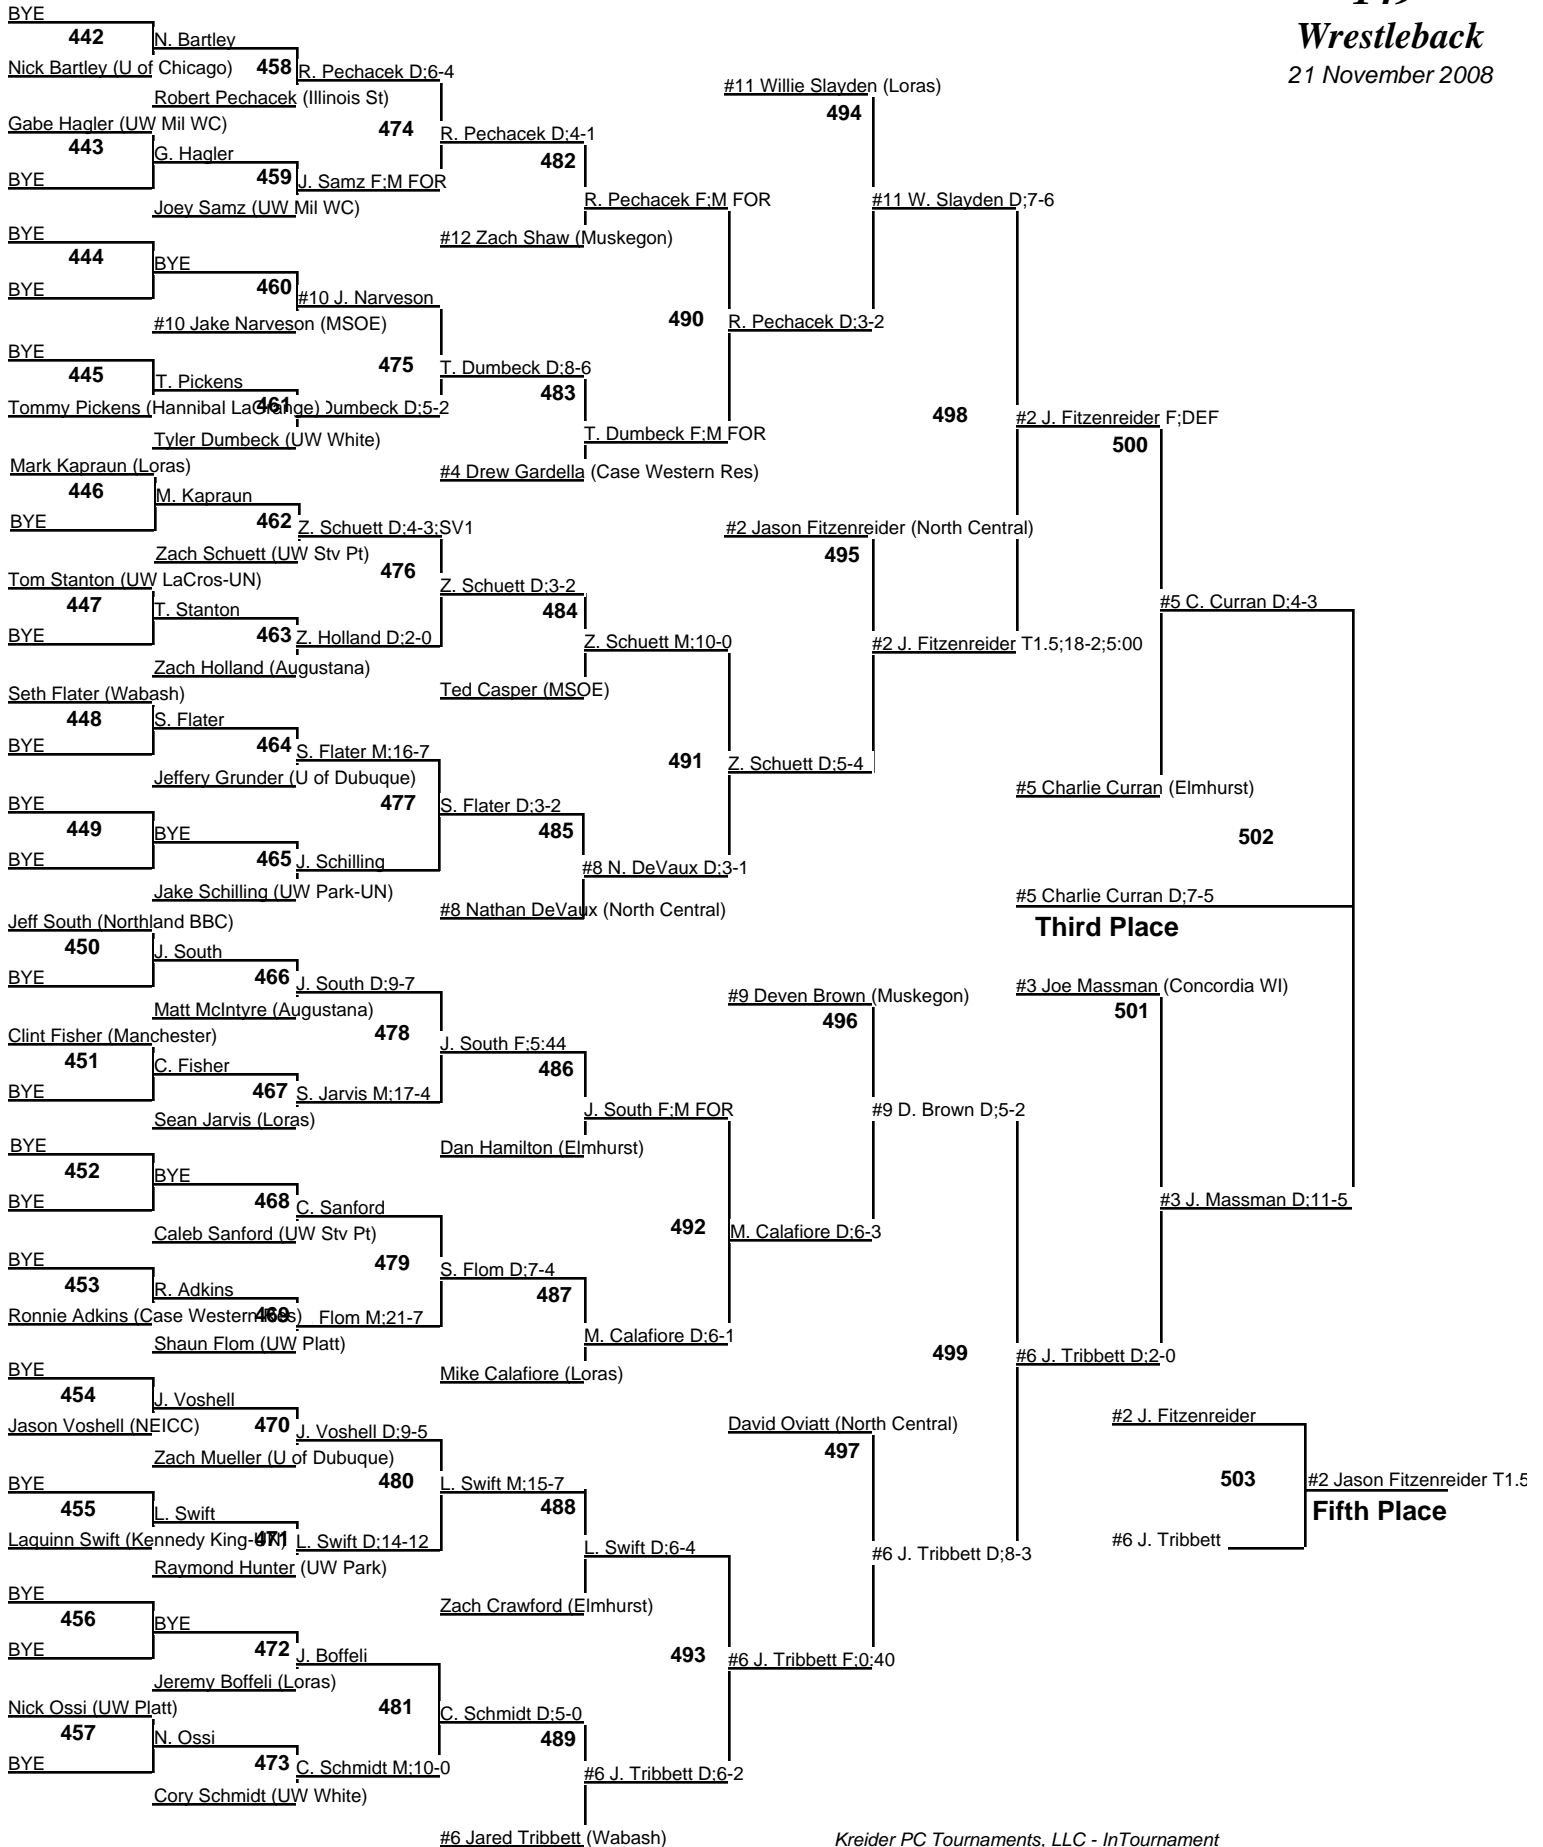 Wrestleback
21 November 2008
BYE
442
N. Bartley
Nick Bartley (U of Chicago)
458
R. Pechacek D;6-4
Robert Pechacek (Illinois St)
Gabe Hagler (UW Mil WC)
443
G. Hagler
BYE
459
J. Samz F;M FOR
Joey Samz (UW Mil WC)
474
R. Pechacek D;4-1
482
R. Pechacek F;M FOR
#12 Zach Shaw (Muskegon)
BYE
444
BYE
BYE
460
#10 J. Narveson
#10 Jake Narveson (MSOE)
BYE
445
T. Pickens
Tommy Pickens (Hannibal LaGrange)
461
Dumbeck D;5-2
Tyler Dumbeck (UW White)
475
T. Dumbeck D;8-6
483
T. Dumbeck F;M FOR
#4 Drew Gardella (Case Western Res)
490
R. Pechacek D;3-2
#11 Willie Slayden (Loras)
494
#11 W. Slayden D;7-6
Mark Kapraun (Loras)
446
M. Kapraun
BYE
462
Z. Schuett D;4-3;SV1
Zach Schuett (UW Stv Pt)
Tom Stanton (UW LaCros-UN)
447
T. Stanton
BYE
463
Z. Holland D;2-0
Zach Holland (Augustana)
476
Z. Schuett D;3-2
484
Z. Schuett M;10-0
Ted Casper (MSOE)
Seth Flater (Wabash)
448
S. Flater
BYE
464
S. Flater M;16-7
Jeffery Grunder (U of Dubuque)
BYE
449
BYE
BYE
465
J. Schilling
Jake Schilling (UW Park-UN)
477
S. Flater D;3-2
485
#8 N. DeVaux D;3-1
#8 Nathan DeVaux (North Central)
491
Z. Schuett D;5-4
#2 Jason Fitzenreider (North Central)
495
#2 J. Fitzenreider T1.5;18-2;5:00
498
#2 J. Fitzenreider F;DEF
500
#5 C. Curran D;4-3
#5 Charlie Curran (Elmhurst)
502
#5 Charlie Curran D;7-5
Third Place
Jeff South (Northland BBC)
450
J. South
BYE
466
J. South D;9-7
Matt McIntyre (Augustana)
Clint Fisher (Manchester)
451
C. Fisher
BYE
467
S. Jarvis M;17-4
Sean Jarvis (Loras)
478
J. South F;5:44
486
J. South F;M FOR
Dan Hamilton (Elmhurst)
BYE
452
BYE
BYE
468
C. Sanford
Caleb Sanford (UW Stv Pt)
BYE
453
R. Adkins
Ronnie Adkins (Case Western Res)
469
Flom M;21-7
Shaun Flom (UW Platt)
479
S. Flom D;7-4
487
M. Calafiore D;6-1
Mike Calafiore (Loras)
492
M. Calafiore D;6-3
#9 Deven Brown (Muskegon)
496
#9 D. Brown D;5-2
BYE
454
J. Voshell
Jason Voshell (NEICC)
470
J. Voshell D;9-5
Zach Mueller (U of Dubuque)
BYE
455
L. Swift
Laquinn Swift (Kennedy King-UN)
471
L. Swift D;14-12
Raymond Hunter (UW Park)
480
L. Swift M;15-7
488
L. Swift D;6-4
Zach Crawford (Elmhurst)
BYE
456
BYE
BYE
472
J. Boffeli
Jeremy Boffeli (Loras)
Nick Ossi (UW Platt)
457
N. Ossi
BYE
473
C. Schmidt M;10-0
Cory Schmidt (UW White)
481
C. Schmidt D;5-0
489
#6 J. Tribbett D;6-2
#6 Jared Tribbett (Wabash)
493
#6 J. Tribbett F;0:40
David Oviatt (North Central)
497
#6 J. Tribbett D;8-3
499
#6 J. Tribbett D;2-0
#3 Joe Massman (Concordia WI)
501
#3 J. Massman D;11-5
#2 J. Fitzenreider
503
#2 Jason Fitzenreider T1.5
Fifth Place
#6 J. Tribbett
Kreider PC Tournaments, LLC - InTournament